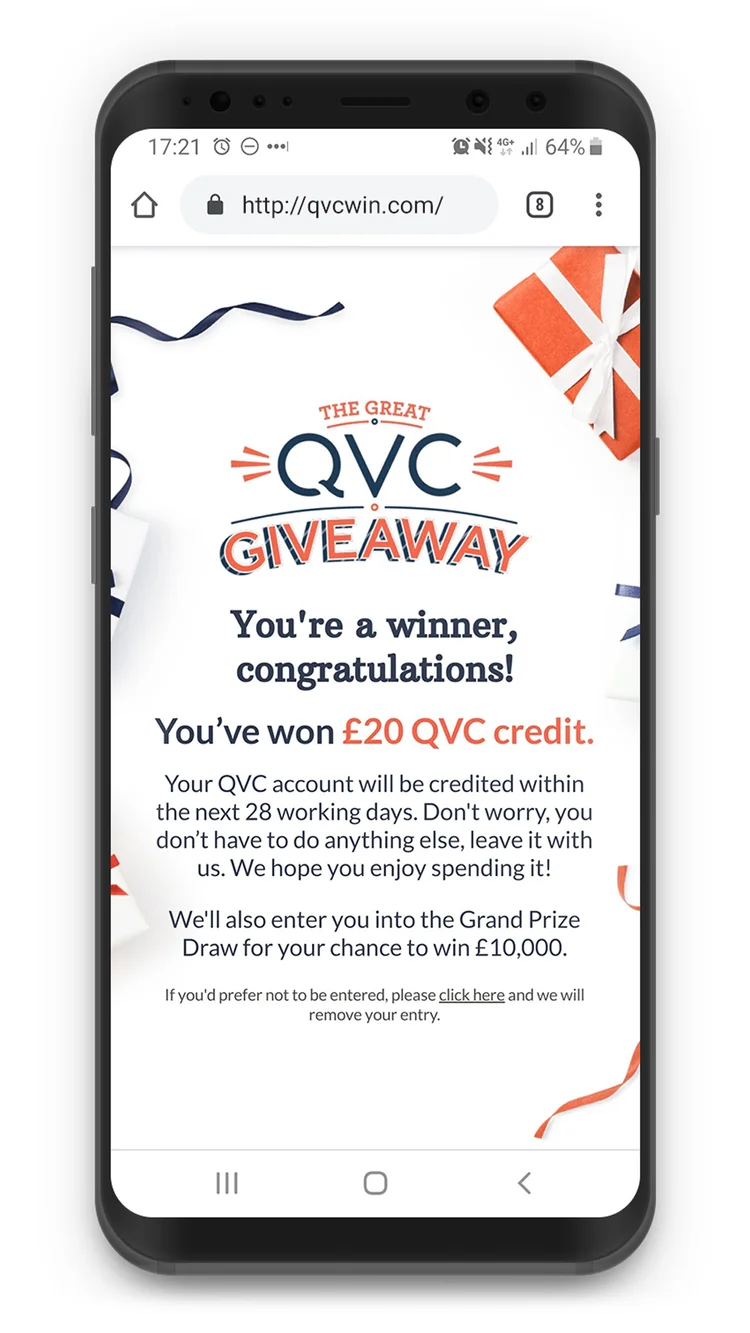 17:21 4G+ 64%
http://qvcwin.com/ 8
THE GREAT
QVC
GIVEAWAY
You're a winner,
congratulations!
You’ve won £20 QVC credit.
Your QVC account will be credited within
the next 28 working days. Don't worry, you
don’t have to do anything else, leave it with
us. We hope you enjoy spending it!
We'll also enter you into the Grand Prize
Draw for your chance to win £10,000.
If you'd prefer not to be entered, please click here and we will
remove your entry.